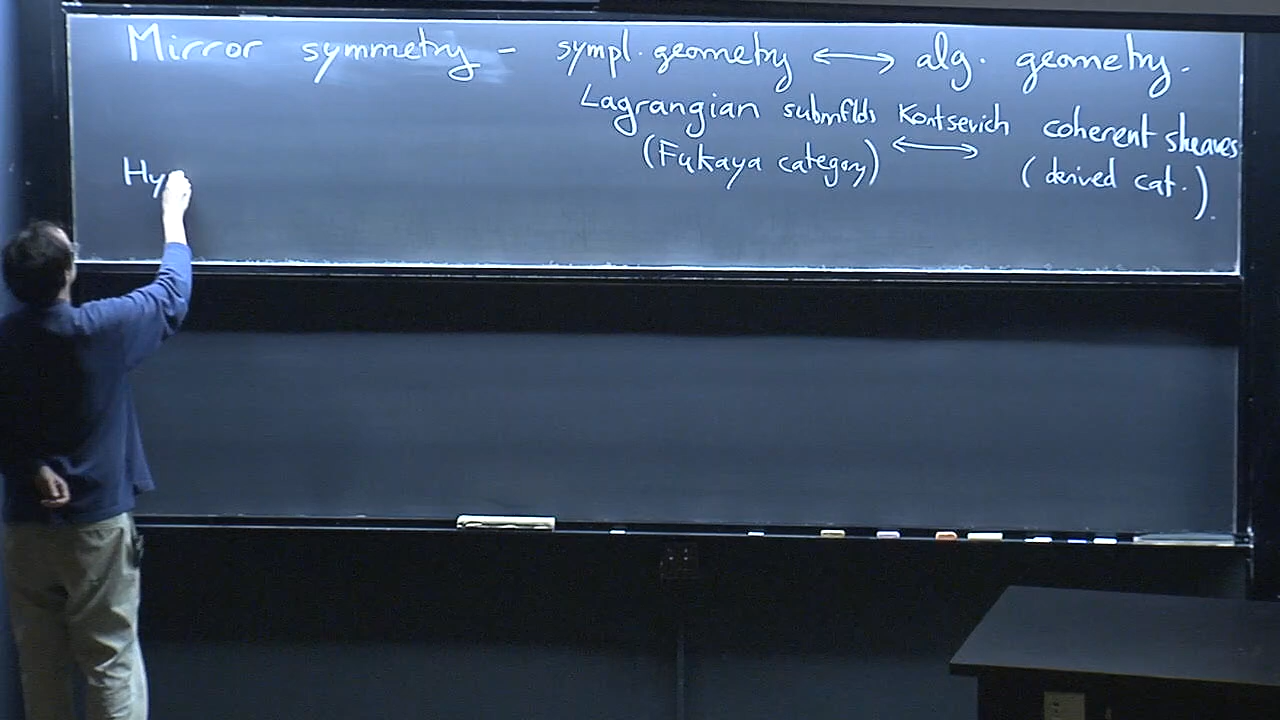 Mirror symmetry - sympl. geometry ⟷ alg. geometry.
Lagrangian submflds Kontsevich coherent sheaves
(Fukaya category) ⟷ (derived cat.).
Hy